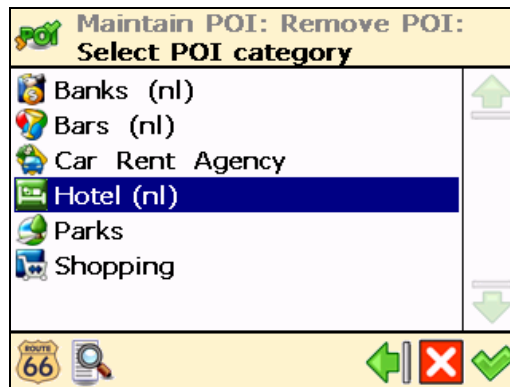 POI Maintain POI: Remove POI:
Select POI category
Banks (nl)
Bars (nl)
Car Rent Agency
Hotel (nl)
Parks
Shopping
ROUTE
66